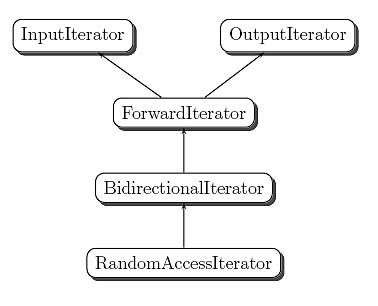 InputIterator
OutputIterator
ForwardIterator
BidirectionalIterator
RandomAccessIterator